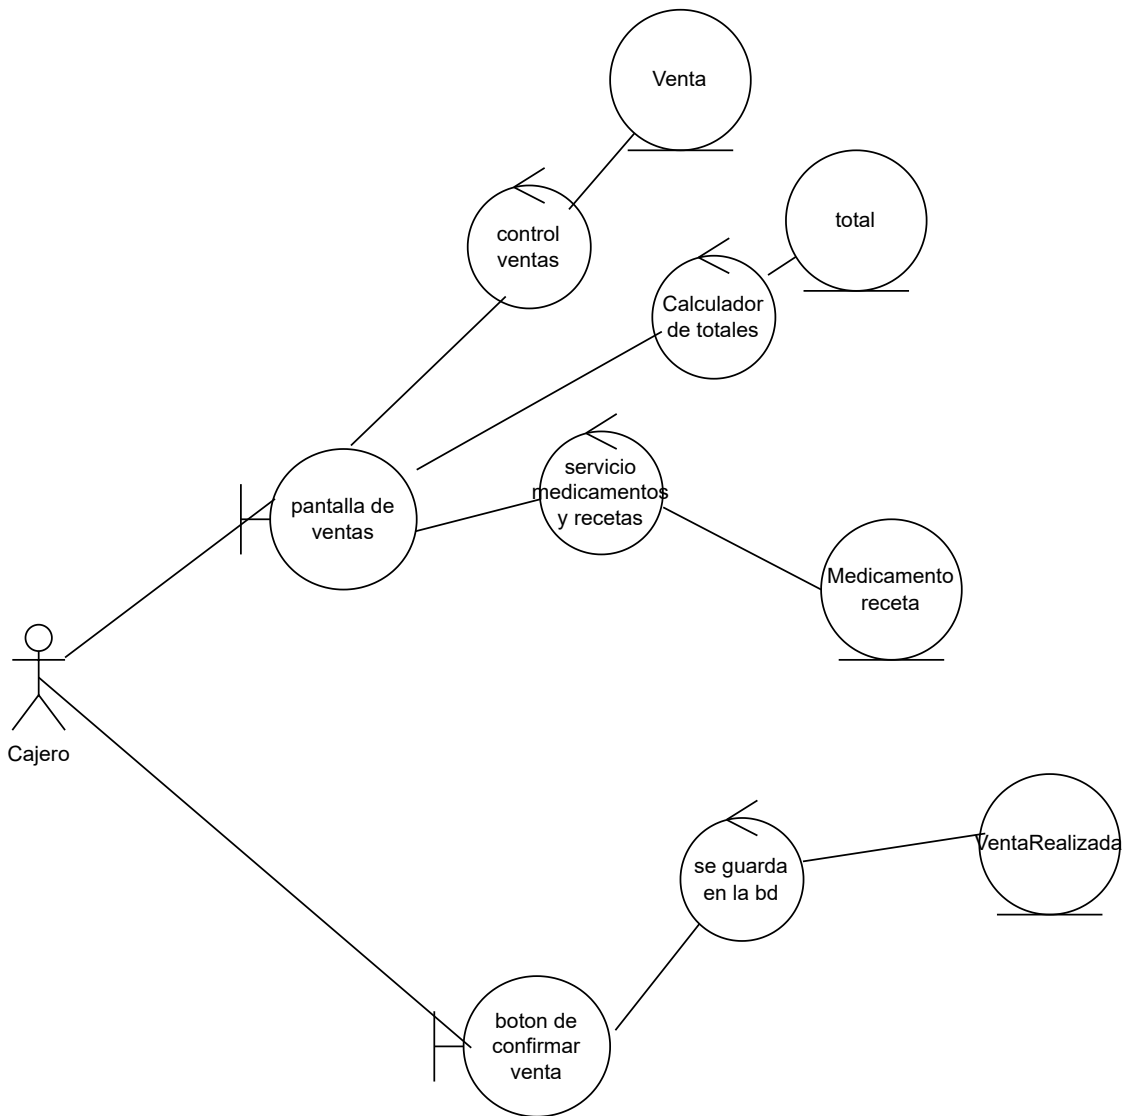 Venta
total
control
ventas
Calculador
de totales
servicio
medicamentos
y recetas
pantalla de
ventas
Medicamento
receta
Cajero
VentaRealizada
se guarda
en la bd
boton de
confirmar
venta